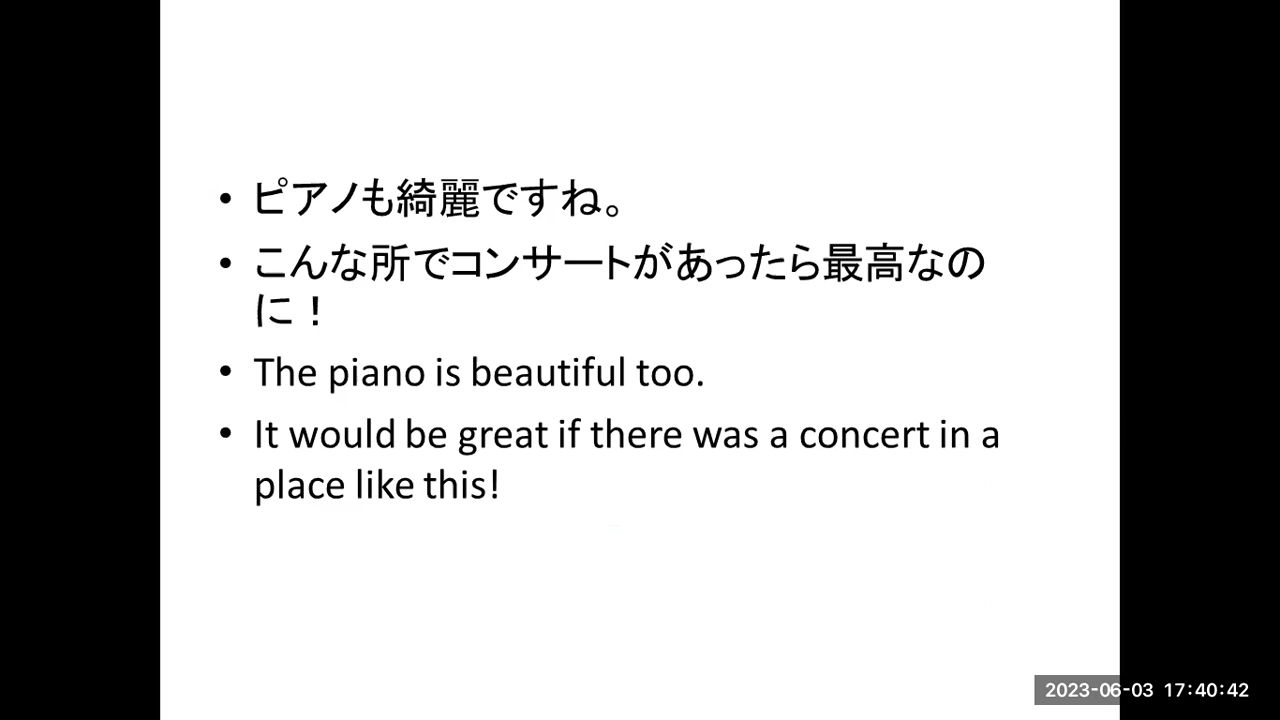 • ピアノも綺麗ですね。
• こんな所でコンサートがあったら最高なの
に！
• The piano is beautiful too.
• It would be great if there was a concert in a
place like this!
2023-06-03 17:40:42